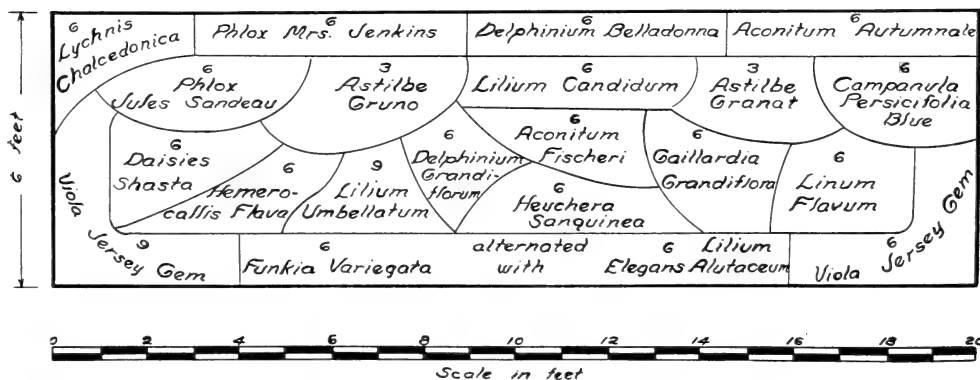 6
Lychnis
Chalcedonica
6
Phlox Mrs. Jenkins
6
Delphinium Belladonna
6
Aconitum Autumnale
6
Phlox
Jules Sandeau
3
Astilbe
Gruno
6
Lilium Candidum
3
Astilbe
Granat
6
Campanula
Persicifolia
Blue
6
Daisies
Shasta
6
Hemero-
callis Flava
9
Lilium
Umbellatum
6
Delphinium
Grandi-
florum
6
Aconitum
Fischeri
6
Heuchera
Sanguinea
6
Gaillardia
Grandiflora
6
Linum
Flavum
9
Viola Jersey Gem
6
Funkia Variegata
alternated
with
6
Lilium
Elegans Alutaceum
6
Viola Jersey Gem
6 feet
0 2 4 6 8 10 12 14 16 18 20
Scale in feet